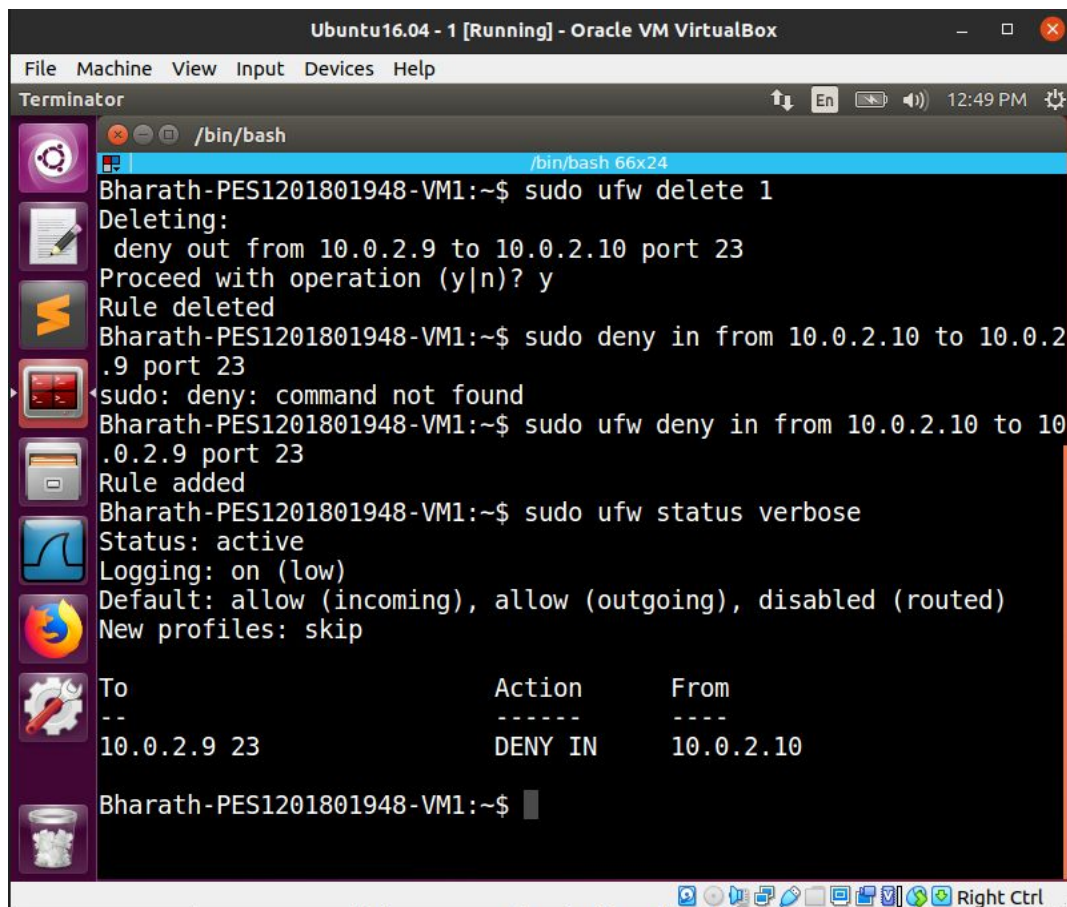 Ubuntu16.04 - 1 [Running] - Oracle VM VirtualBox
File Machine View Input Devices Help
Terminator En 12:49 PM
/bin/bash
/bin/bash 66x24
Bharath-PES1201801948-VM1:~$ sudo ufw delete 1
Deleting:
 deny out from 10.0.2.9 to 10.0.2.10 port 23
Proceed with operation (y|n)? y
Rule deleted
Bharath-PES1201801948-VM1:~$ sudo deny in from 10.0.2.10 to 10.0.2
.9 port 23
sudo: deny: command not found
Bharath-PES1201801948-VM1:~$ sudo ufw deny in from 10.0.2.10 to 10
.0.2.9 port 23
Rule added
Bharath-PES1201801948-VM1:~$ sudo ufw status verbose
Status: active
Logging: on (low)
Default: allow (incoming), allow (outgoing), disabled (routed)
New profiles: skip
To Action From
-- ------ ----
10.0.2.9 23 DENY IN 10.0.2.10
Bharath-PES1201801948-VM1:~$
Right Ctrl